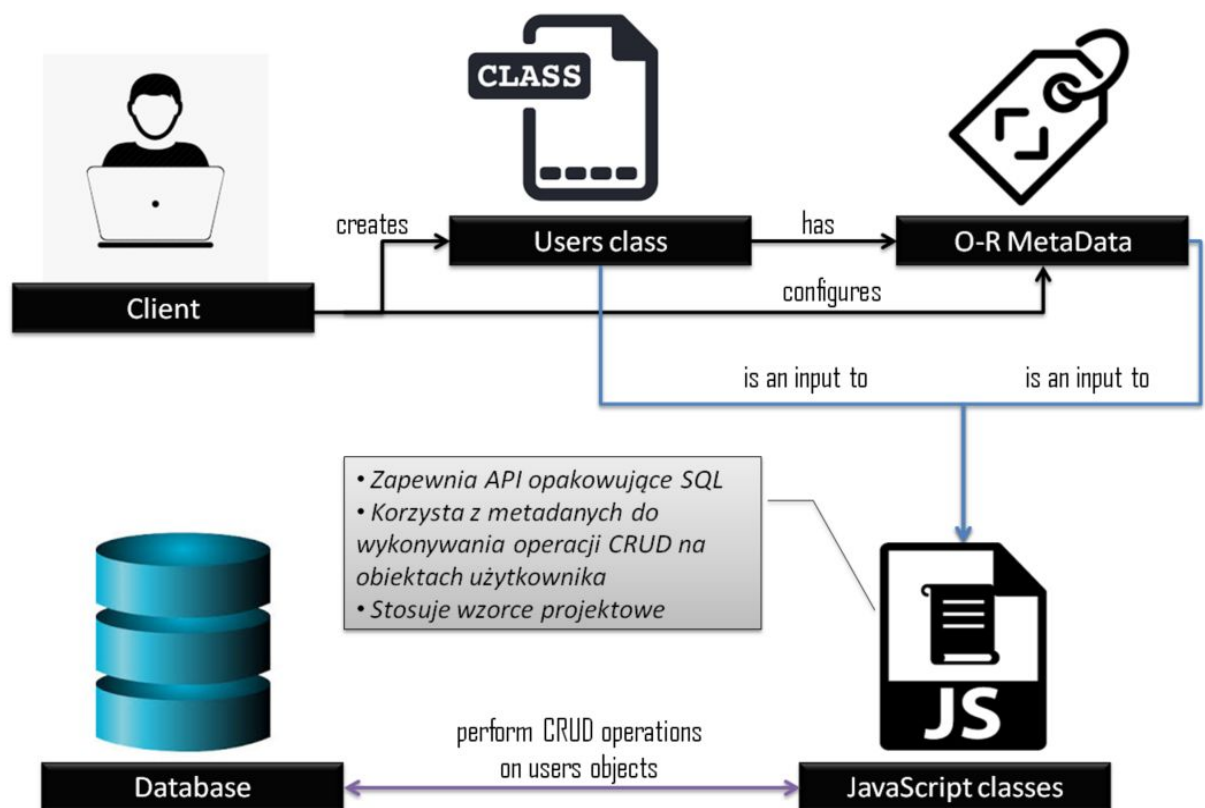 CLASS
creates
Users class
has
O-R MetaData
Client
configures
is an input to
is an input to
• Zapewnia API opakowujące SQL
• Korzysta z metadanych do
wykonywania operacji CRUD na
obiektach użytkownika
• Stosuje wzorce projektowe
JS
perform CRUD operations
on users objects
Database
JavaScript classes